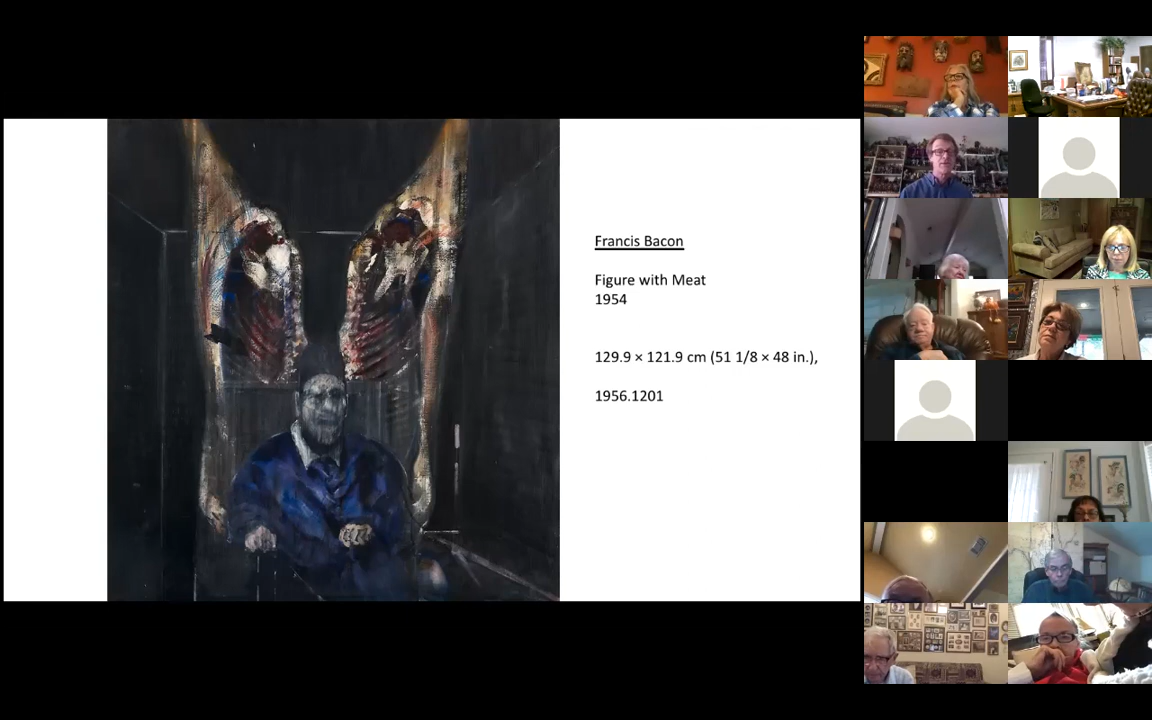 Francis Bacon
Figure with Meat
1954
129.9 × 121.9 cm (51 1/8 × 48 in.),
1956.1201